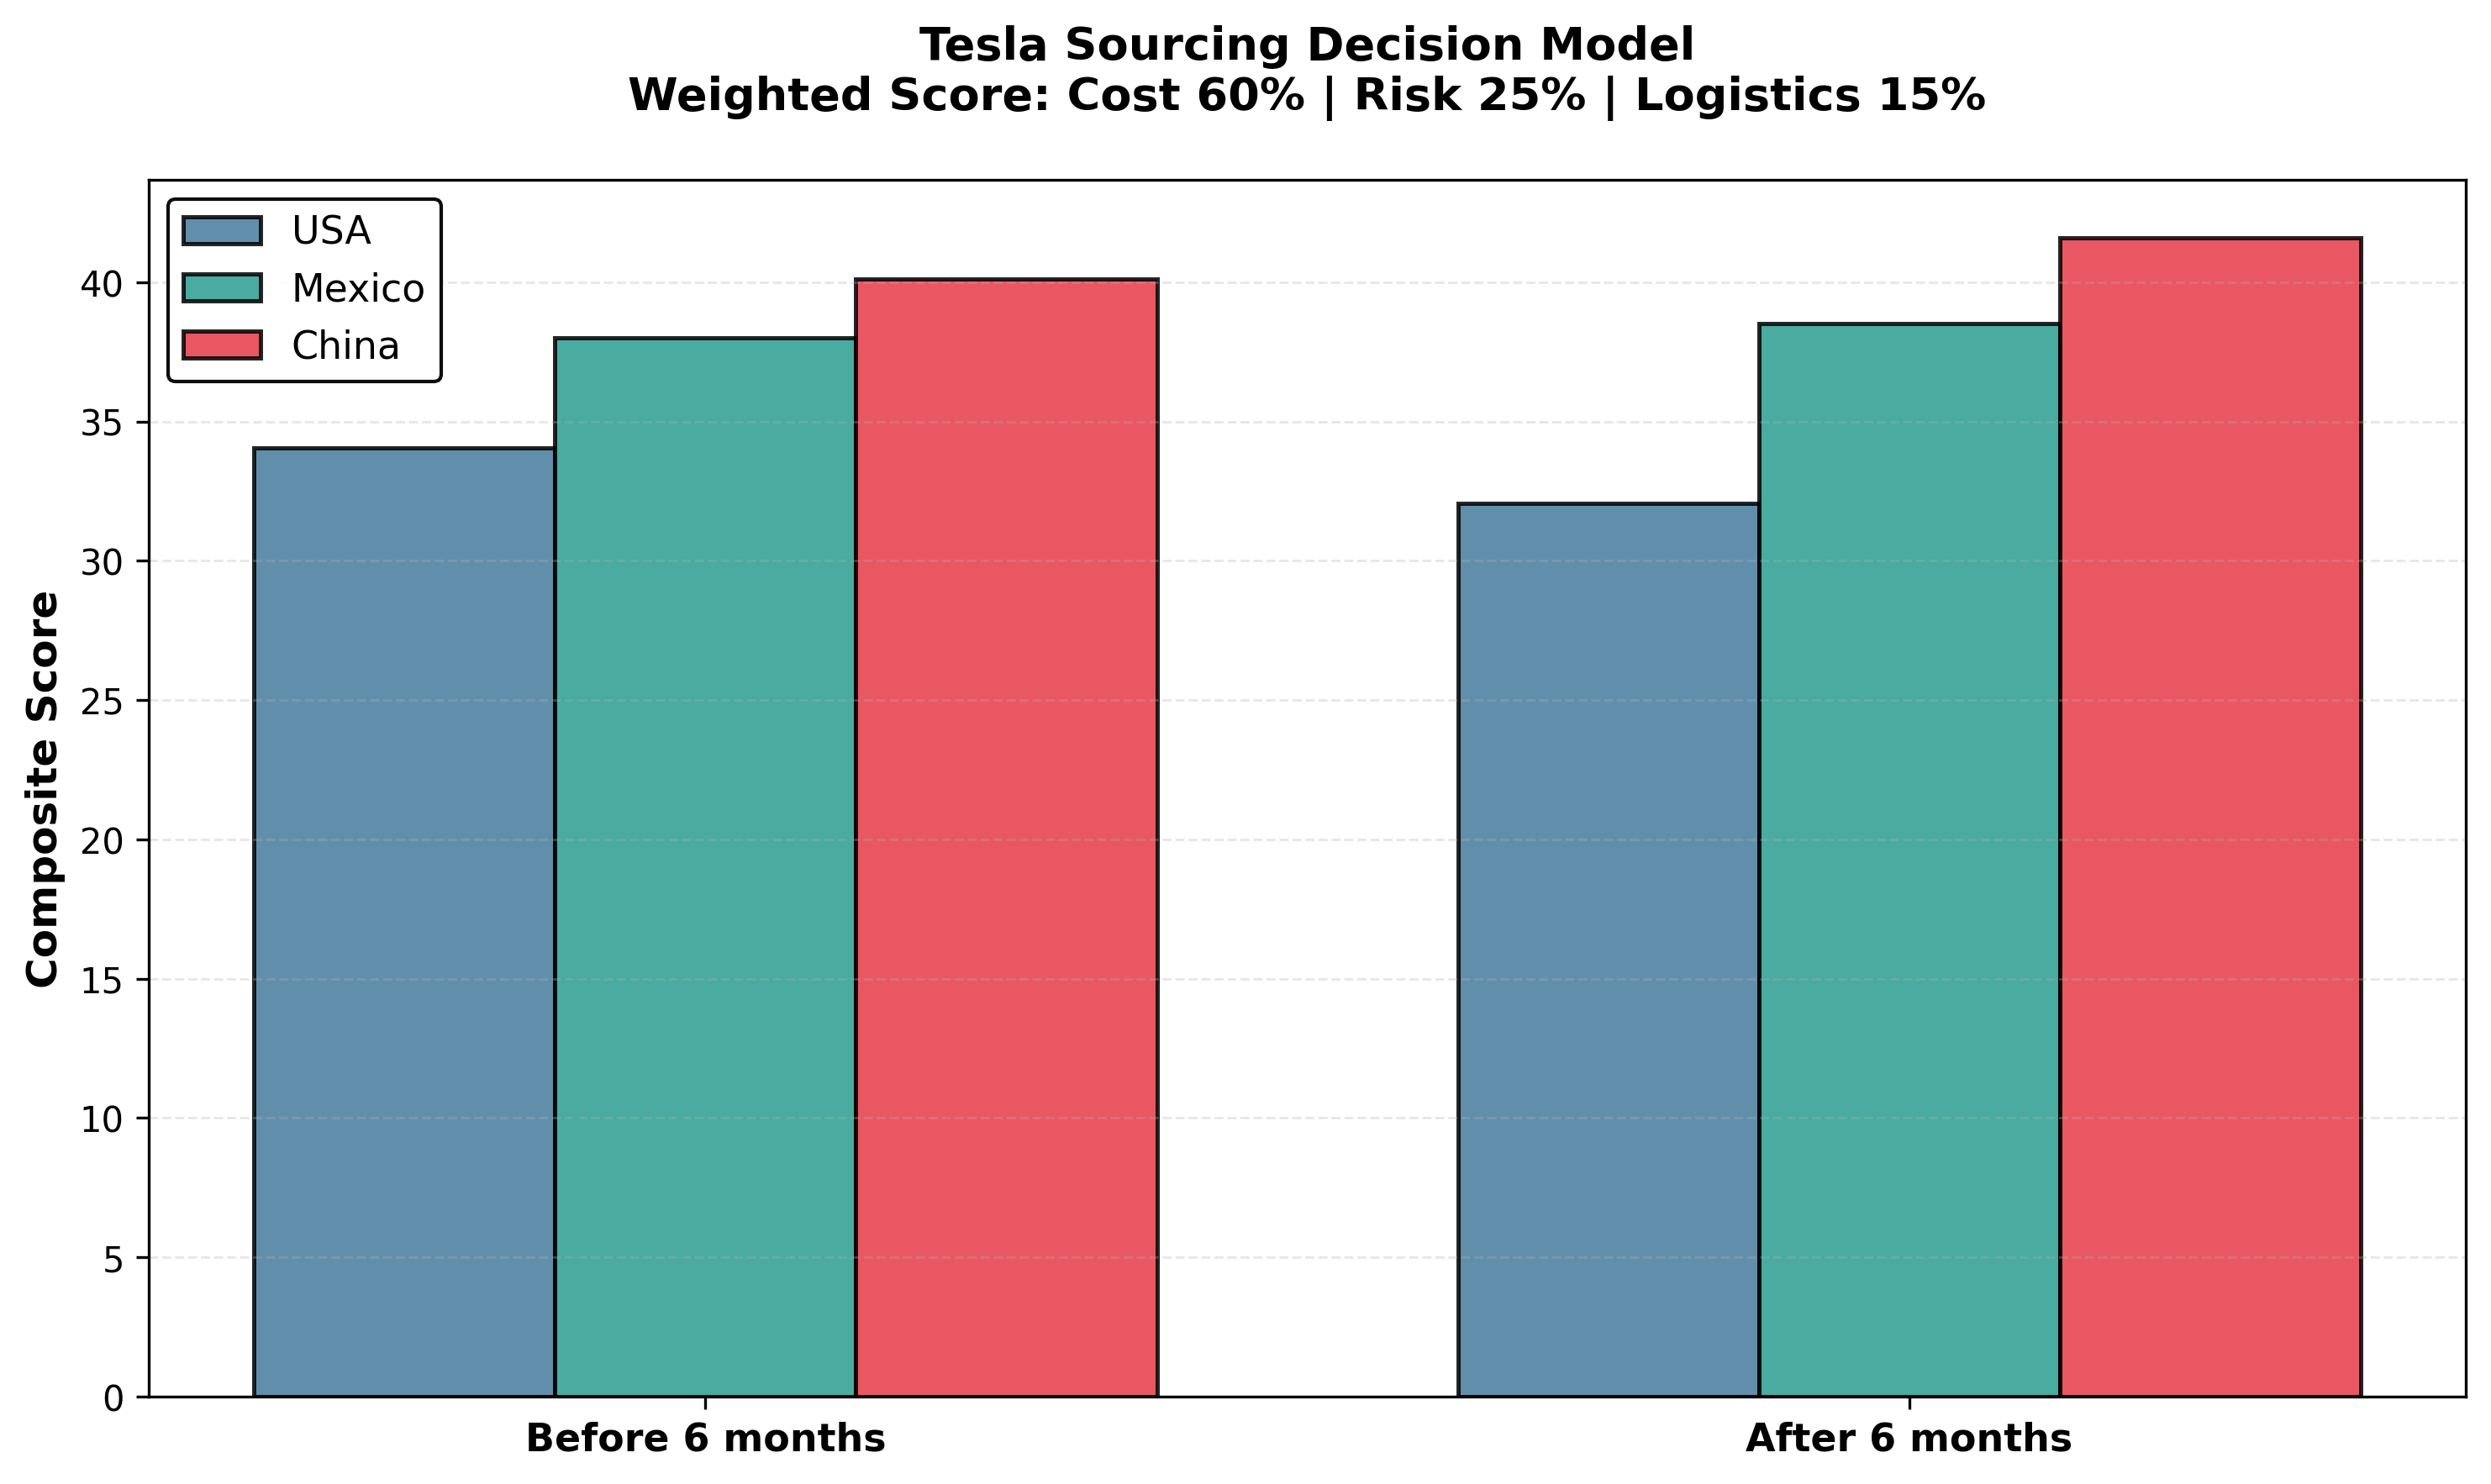 Tesla Sourcing Decision Model
Weighted Score: Cost 60% | Risk 25% | Logistics 15%
USA
Mexico
China
Composite Score
40
35
30
25
20
15
10
5
0
Before 6 months
After 6 months